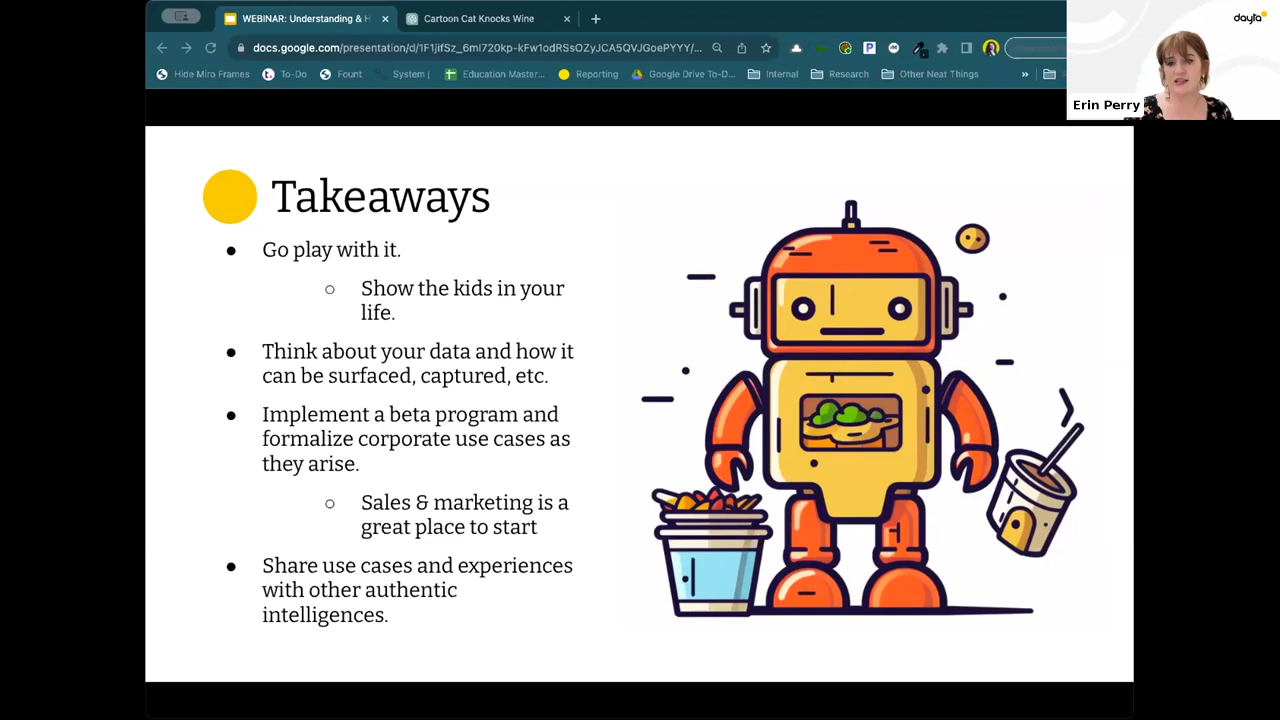 WEBINAR: Understanding & H
Cartoon Cat Knocks Wine
docs.google.com/presentation/d/1F1jifSz_6mI720kp-kFw1odRSsOZyJCA5QVJGoePYYY/...
Hide Miro Frames
To-Do
Fount
System |
Education Master...
Reporting
Google Drive To-D...
Internal
Research
Other Neat Things
»
dayta
Erin Perry
Takeaways
● Go play with it.
○ Show the kids in your
life.
● Think about your data and how it
can be surfaced, captured, etc.
● Implement a beta program and
formalize corporate use cases as
they arise.
○ Sales & marketing is a
great place to start
● Share use cases and experiences
with other authentic
intelligences.